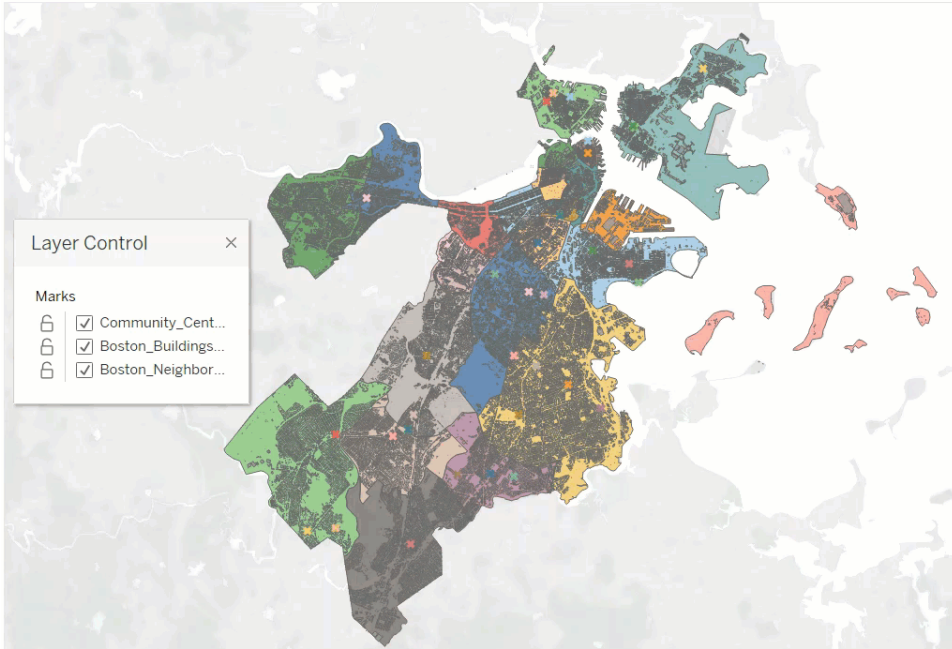 Layer Control
Marks
Community_Cent...
Boston_Buildings...
Boston_Neighbor...